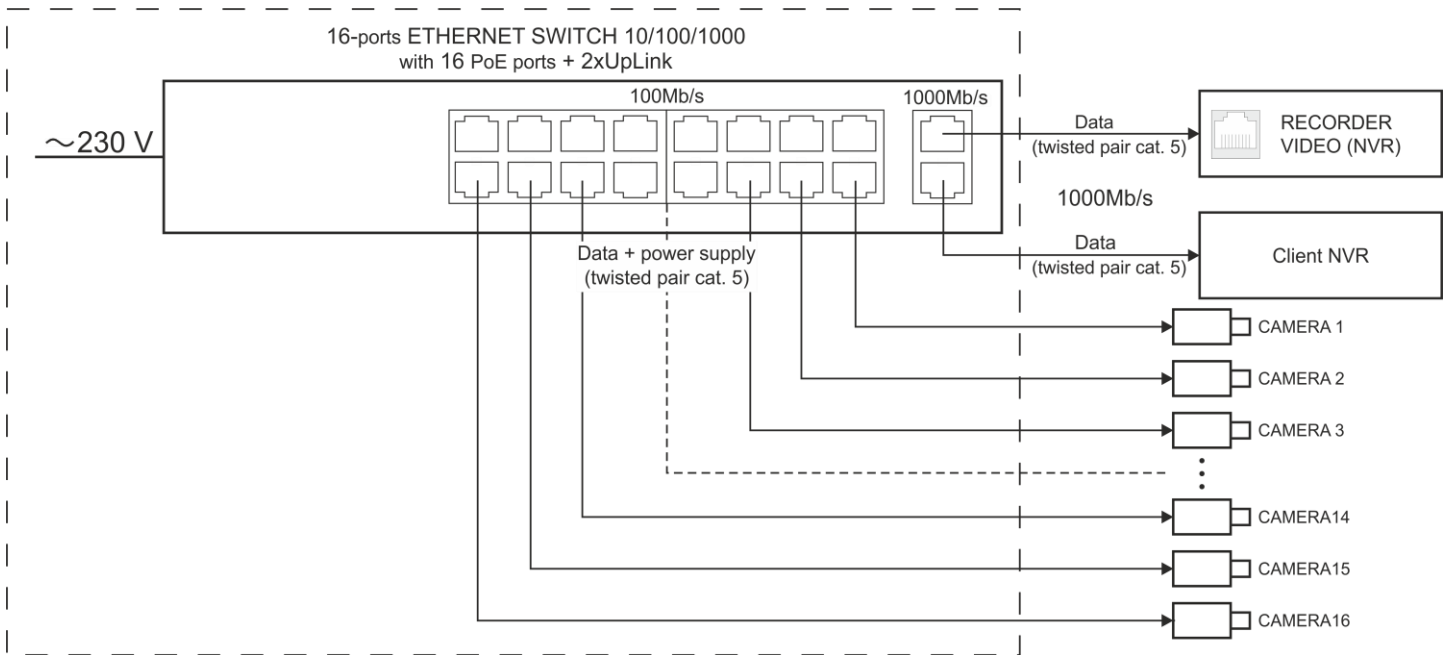 16-ports ETHERNET SWITCH 10/100/1000
with 16 PoE ports + 2xUpLink
100Mb/s
1000Mb/s
~230 V
Data
(twisted pair cat. 5)
RECORDER
VIDEO (NVR)
1000Mb/s
Data
(twisted pair cat. 5)
Client NVR
Data + power supply
(twisted pair cat. 5)
CAMERA 1
CAMERA 2
CAMERA 3
CAMERA14
CAMERA15
CAMERA16